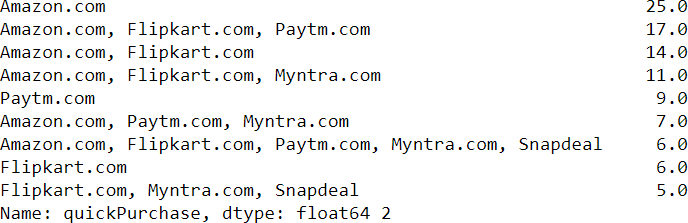 Amazon.com 25.0
Amazon.com, Flipkart.com, Paytm.com 17.0
Amazon.com, Flipkart.com 14.0
Amazon.com, Flipkart.com, Myntra.com 11.0
Paytm.com 9.0
Amazon.com, Paytm.com, Myntra.com 7.0
Amazon.com, Flipkart.com, Paytm.com, Myntra.com, Snapdeal 6.0
Flipkart.com 6.0
Flipkart.com, Myntra.com, Snapdeal 5.0
Name: quickPurchase, dtype: float64 2